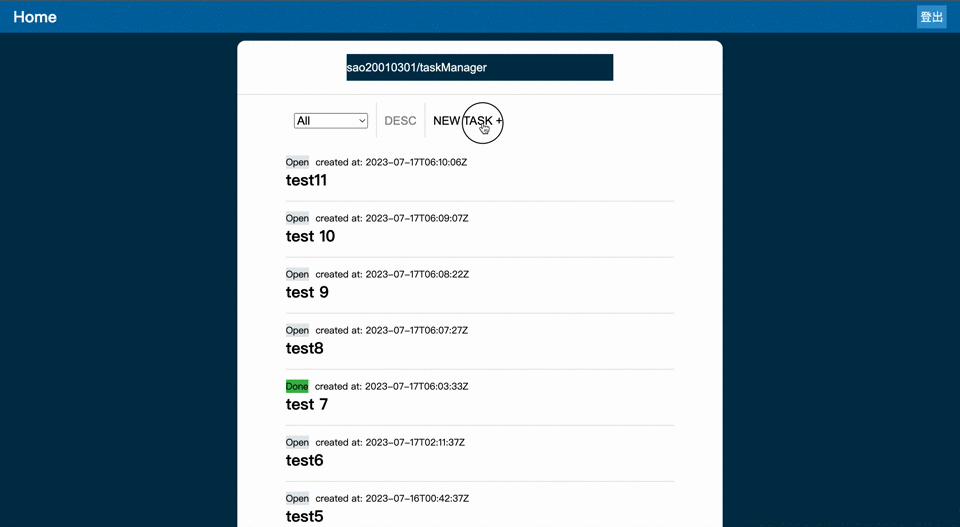 Home 登出
sao20010301/taskManager
All DESC NEW TASK +
Open created at: 2023-07-17T06:10:06Z
test11
Open created at: 2023-07-17T06:09:07Z
test 10
Open created at: 2023-07-17T06:08:22Z
test 9
Open created at: 2023-07-17T06:07:27Z
test8
Done created at: 2023-07-17T06:03:33Z
test 7
Open created at: 2023-07-17T02:11:37Z
test6
Open created at: 2023-07-16T00:42:37Z
test5